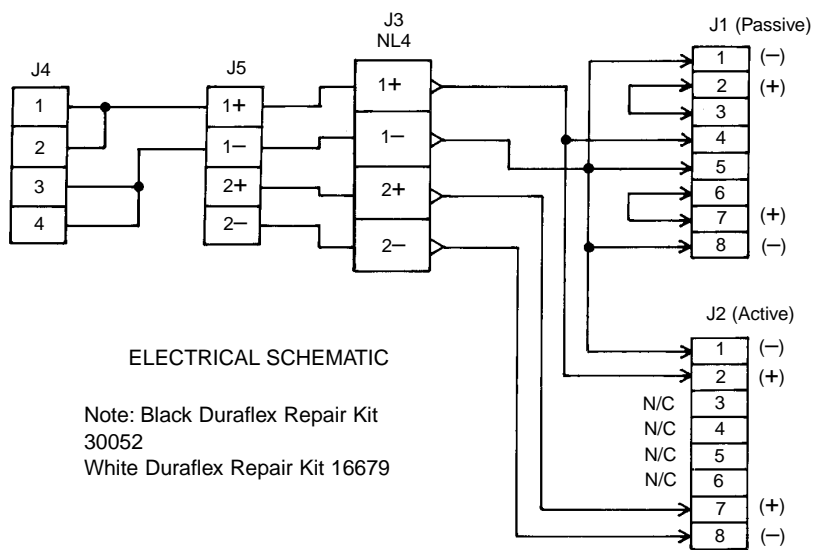 J4
1
2
3
4
J5
1+
1−
2+
2−
J3
NL4
1+
1−
2+
2−
J1 (Passive)
1 (−)
2 (+)
3
4
5
6
7 (+)
8 (−)
J2 (Active)
1 (−)
2 (+)
N/C 3
N/C 4
N/C 5
N/C 6
7 (+)
8 (−)
ELECTRICAL SCHEMATIC
Note: Black Duraflex Repair Kit
30052
White Duraflex Repair Kit 16679